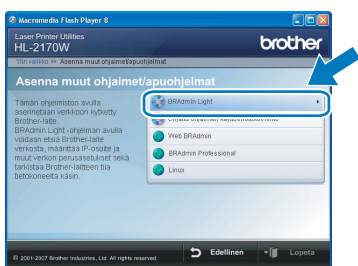 Macromedia Flash Player 8
Laser Printer Utilities
HL-2170W
brother
Ylin valikko >> Asenna muut ohjaimet/apuohjelmat
Asenna muut ohjaimet/apuohjelmat
Tämän ohjelmiston avulla
asennetaan verkkoon kytketty
Brother-laite.
BRAdmin Light -ohjelman avulla
voidaan etsiä Brother-laite
verkosta, määrittää IP-osoite ja
muut verkon perusasetukset sekä
tarkistaa Brother-laitteen tila
tietokoneelta käsin.
BRAdmin Light
Web BRAdmin
BRAdmin Professional
Linux
© 2001-2007 Brother Industries, Ltd. All rights reserved
Edellinen
Lopeta